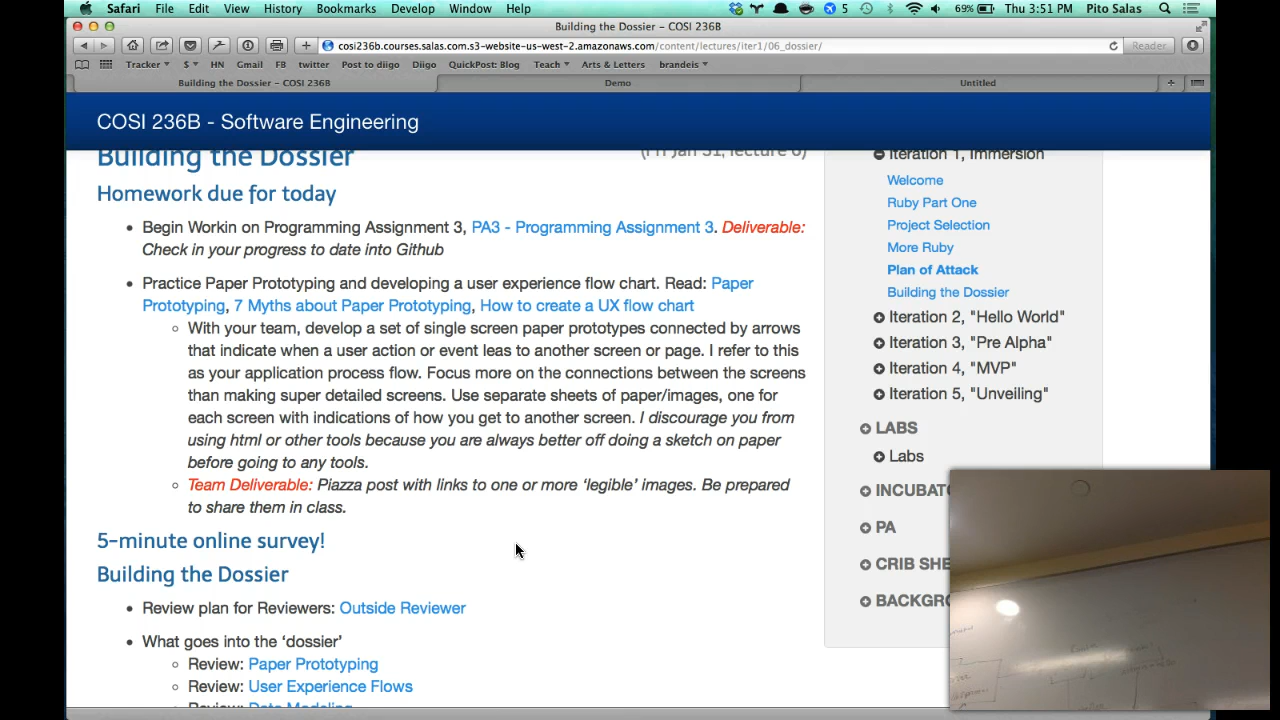 Safari File Edit View History Bookmarks Develop Window Help 5 69% Thu 3:51 PM Pito Salas
Building the Dossier – COSI 236B
cosi236b.courses.salas.com.s3-website-us-west-2.amazonaws.com/content/lectures/iter1/06_dossier/ Reader
Tracker $ HN Gmail FB twitter Post to diigo Diigo QuickPost: Blog Teach Arts & Letters brandeis
Building the Dossier – COSI 236B Demo Untitled
COSI 236B - Software Engineering
Building the Dossier (Fri Jan 31, lecture 6)
Homework due for today
Begin Workin on Programming Assignment 3, PA3 - Programming Assignment 3. Deliverable:
Check in your progress to date into Github
Practice Paper Prototyping and developing a user experience flow chart. Read: Paper
Prototyping, 7 Myths about Paper Prototyping, How to create a UX flow chart
With your team, develop a set of single screen paper prototypes connected by arrows
that indicate when a user action or event leas to another screen or page. I refer to this
as your application process flow. Focus more on the connections between the screens
than making super detailed screens. Use separate sheets of paper/images, one for
each screen with indications of how you get to another screen. I discourage you from
using html or other tools because you are always better off doing a sketch on paper
before going to any tools.
Team Deliverable: Piazza post with links to one or more ‘legible’ images. Be prepared
to share them in class.
5-minute online survey!
Building the Dossier
Review plan for Reviewers: Outside Reviewer
What goes into the ‘dossier’
Review: Paper Prototyping
Review: User Experience Flows
Review: Data Modeling
Iteration 1, Immersion
Welcome
Ruby Part One
Project Selection
More Ruby
Plan of Attack
Building the Dossier
Iteration 2, "Hello World"
Iteration 3, "Pre Alpha"
Iteration 4, "MVP"
Iteration 5, "Unveiling"
LABS
Labs
INCUBAT
PA
CRIB SHE
BACKGR